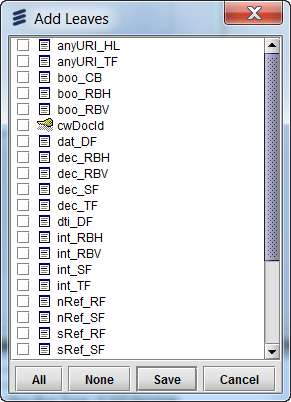 Add Leaves
anyURI_HL
anyURI_TF
boo_CB
boo_RBH
boo_RBV
cwDocId
dat_DF
dec_RBH
dec_RBV
dec_SF
dec_TF
dti_DF
int_RBH
int_RBV
int_SF
int_TF
nRef_RF
nRef_SF
sRef_RF
sRef_SF
All None Save Cancel